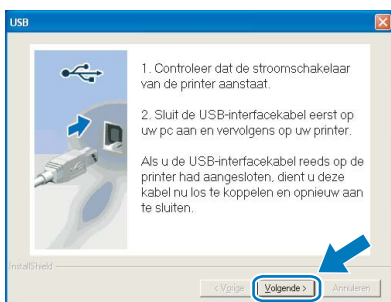 USB
1. Controleer dat de stroomschakelaar
van de printer aanstaat.
2. Sluit de USB-interfacekabel eerst op
uw pc aan en vervolgens op uw printer.
Als u de USB-interfacekabel reeds op de
printer had aangesloten, dient u deze
kabel nu los te koppelen en opnieuw aan
te sluiten.
InstallShield
< Vorige Volgende > Annuleren